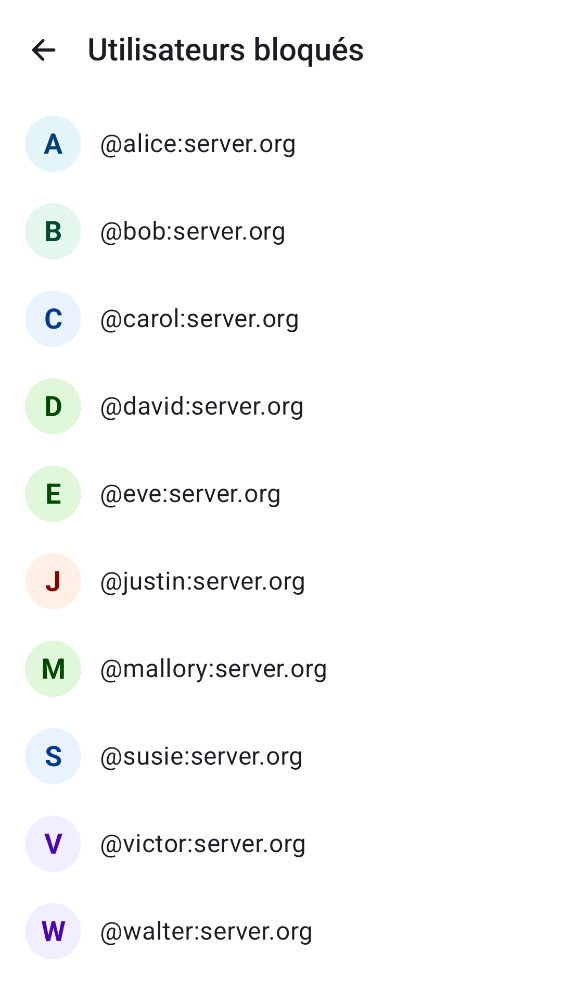 Utilisateurs bloqués
A @alice:server.org
B @bob:server.org
C @carol:server.org
D @david:server.org
E @eve:server.org
J @justin:server.org
M @mallory:server.org
S @susie:server.org
V @victor:server.org
W @walter:server.org